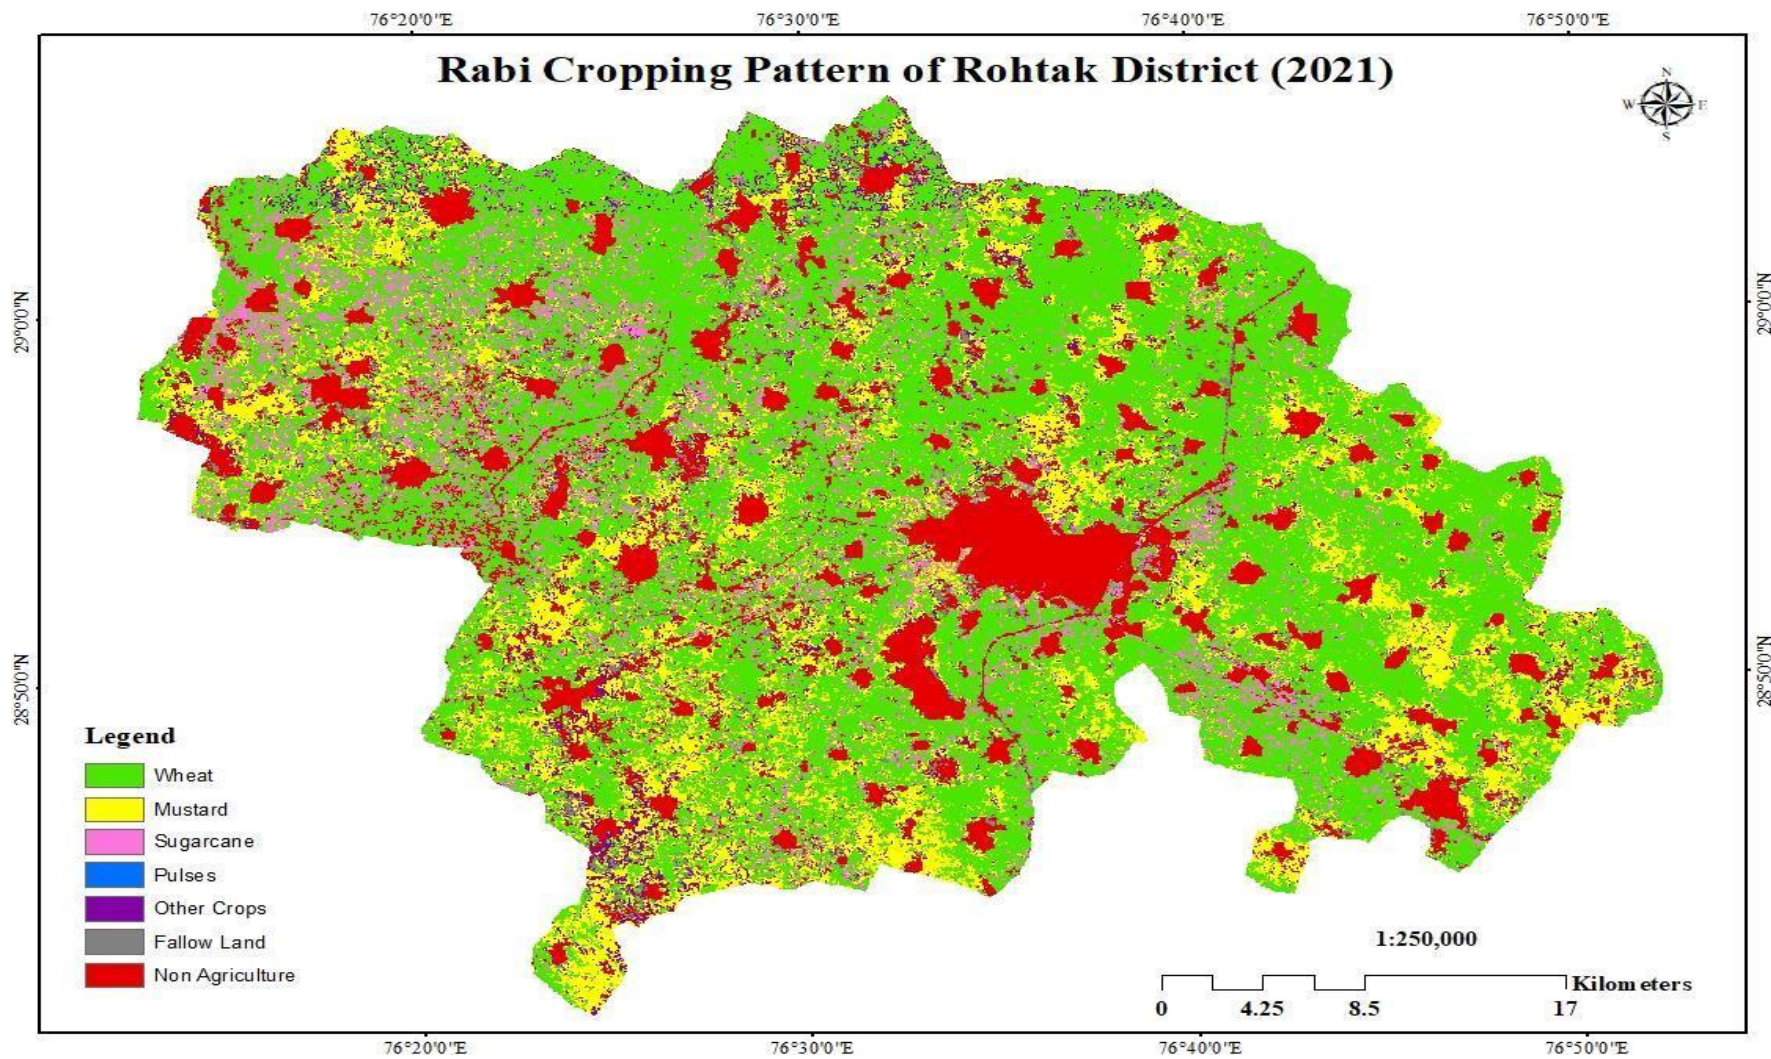 76°20'0"E 76°30'0"E 76°40'0"E 76°50'0"E
Rabi Cropping Pattern of Rohtak District (2021)
N
W E
S
29°0'0"N 29°0'0"N
28°50'0"N 28°50'0"N
Legend
Wheat
Mustard
Sugarcane
Pulses
Other Crops
Fallow Land
Non Agriculture
1:250,000
Kilometers
0 4.25 8.5 17
76°20'0"E 76°30'0"E 76°40'0"E 76°50'0"E